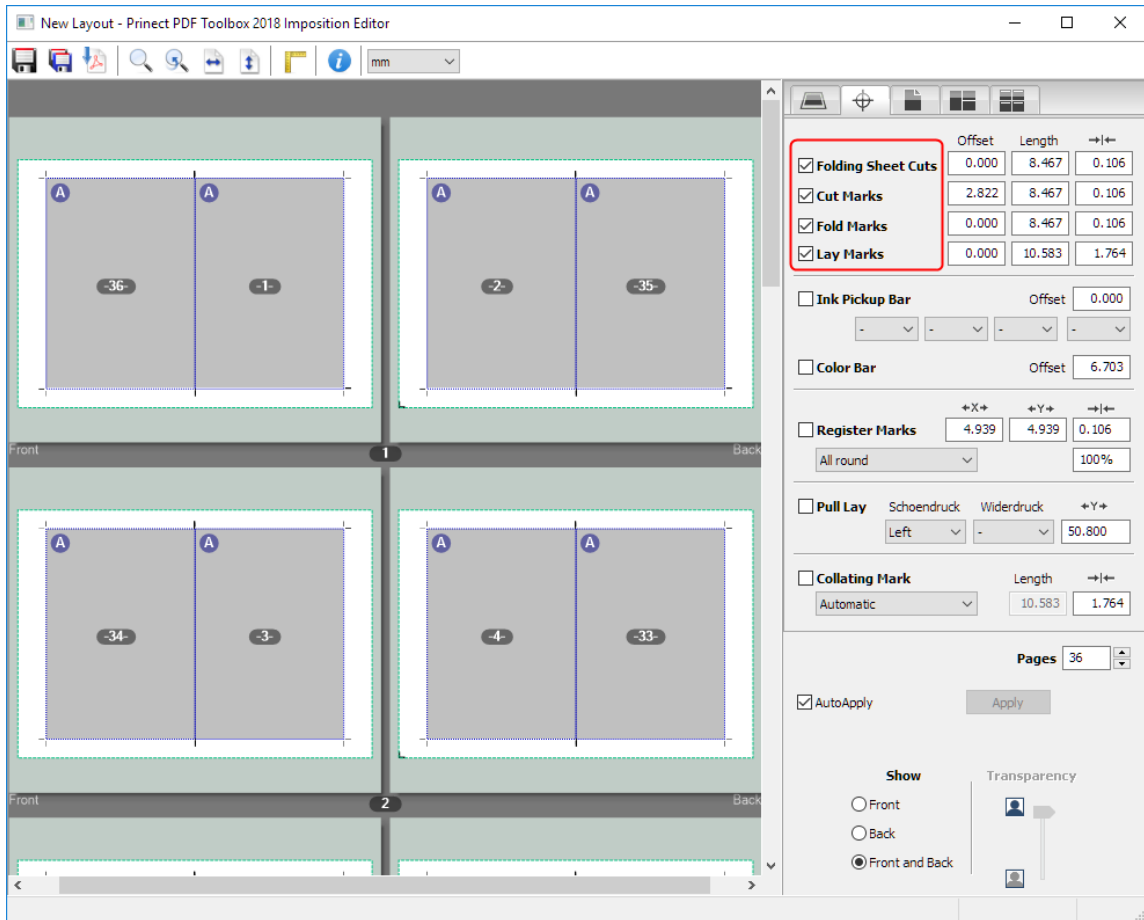 New Layout - Prinect PDF Toolbox 2018 Imposition Editor
mm
A A A A
-36- -1- -2- -35-
Front 1 Back
A A A A
-34- -3- -4- -33-
Front 2 Back
Offset Length
Folding Sheet Cuts 0.000 8.467 0.106
Cut Marks 2.822 8.467 0.106
Fold Marks 0.000 8.467 0.106
Lay Marks 0.000 10.583 1.764
Ink Pickup Bar Offset 0.000
- - - -
Color Bar Offset 6.703
X Y
Register Marks 4.939 4.939 0.106
All round 100%
Pull Lay Schoendruck Widerdruck Y
Left - 50.800
Collating Mark Length
Automatic 10.583 1.764
Pages 36
AutoApply Apply
Show Transparency
Front
Back
Front and Back